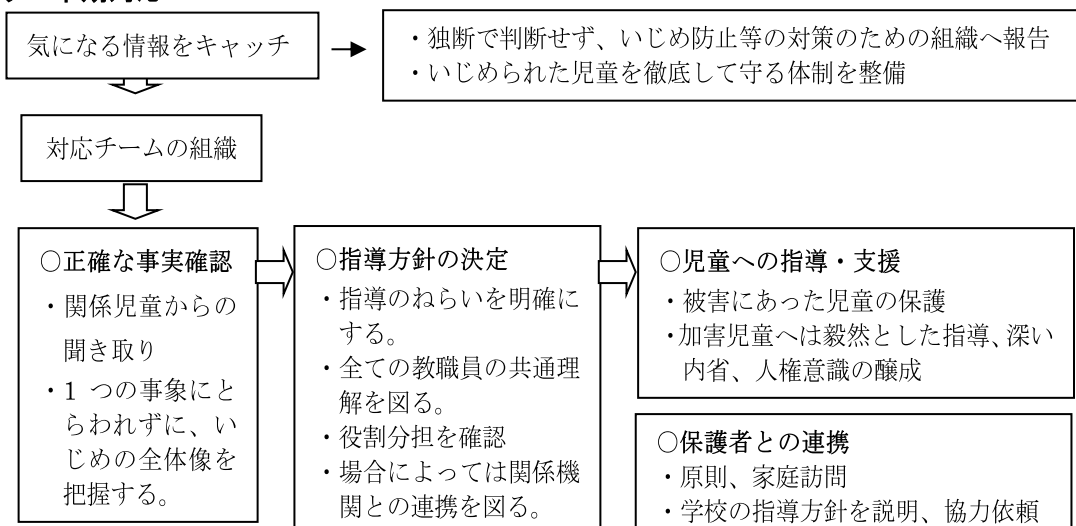 気になる情報をキャッチ
・独断で判断せず、いじめ防止等の対策のための組織へ報告
・いじめられた児童を徹底して守る体制を整備
対応チームの組織
○正確な事実確認
・関係児童からの
聞き取り
・1 つの事象にと
らわれずに、い
じめの全体像を
把握する。
○指導方針の決定
・指導のねらいを明確に
する。
・全ての教職員の共通理
解を図る。
・役割分担を確認
・場合によっては関係機
関との連携を図る。
○児童への指導・支援
・被害にあった児童の保護
・加害児童へは毅然とした指導、深い
内省、人権意識の醸成
○保護者との連携
・原則、家庭訪問
・学校の指導方針を説明、協力依頼